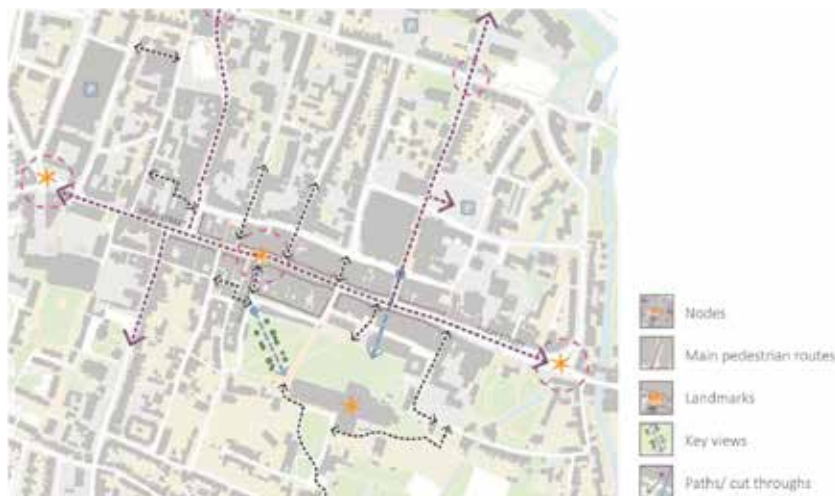 P
P
P
Nodes
Main pedestrian routes
Landmarks
Key views
Paths/ cut throughs